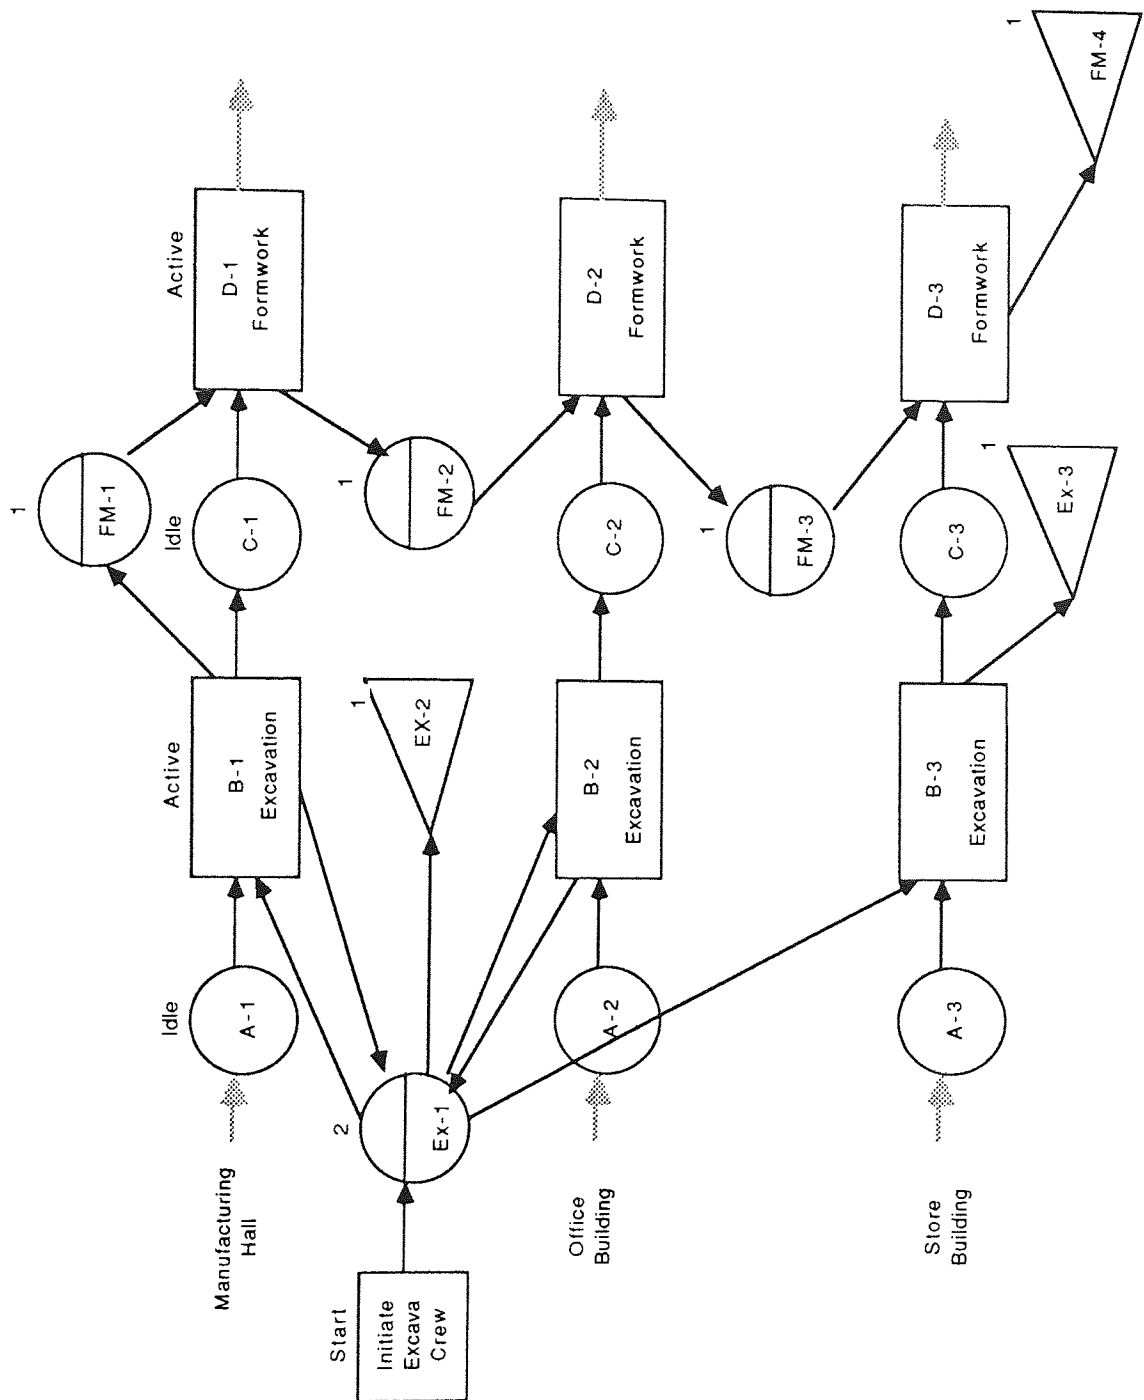 Start
Initiate
Excava
Crew
2
Ex-1
Manufacturing
Hall
Idle
A-1
Active
B-1
Excavation
Idle
C-1
1
FM-1
Active
D-1
Formwork
1
EX-2
1
FM-2
Office
Building
A-2
B-2
Excavation
C-2
D-2
Formwork
1
FM-3
Store
Building
A-3
B-3
Excavation
C-3
D-3
Formwork
1
Ex-3
1
FM-4